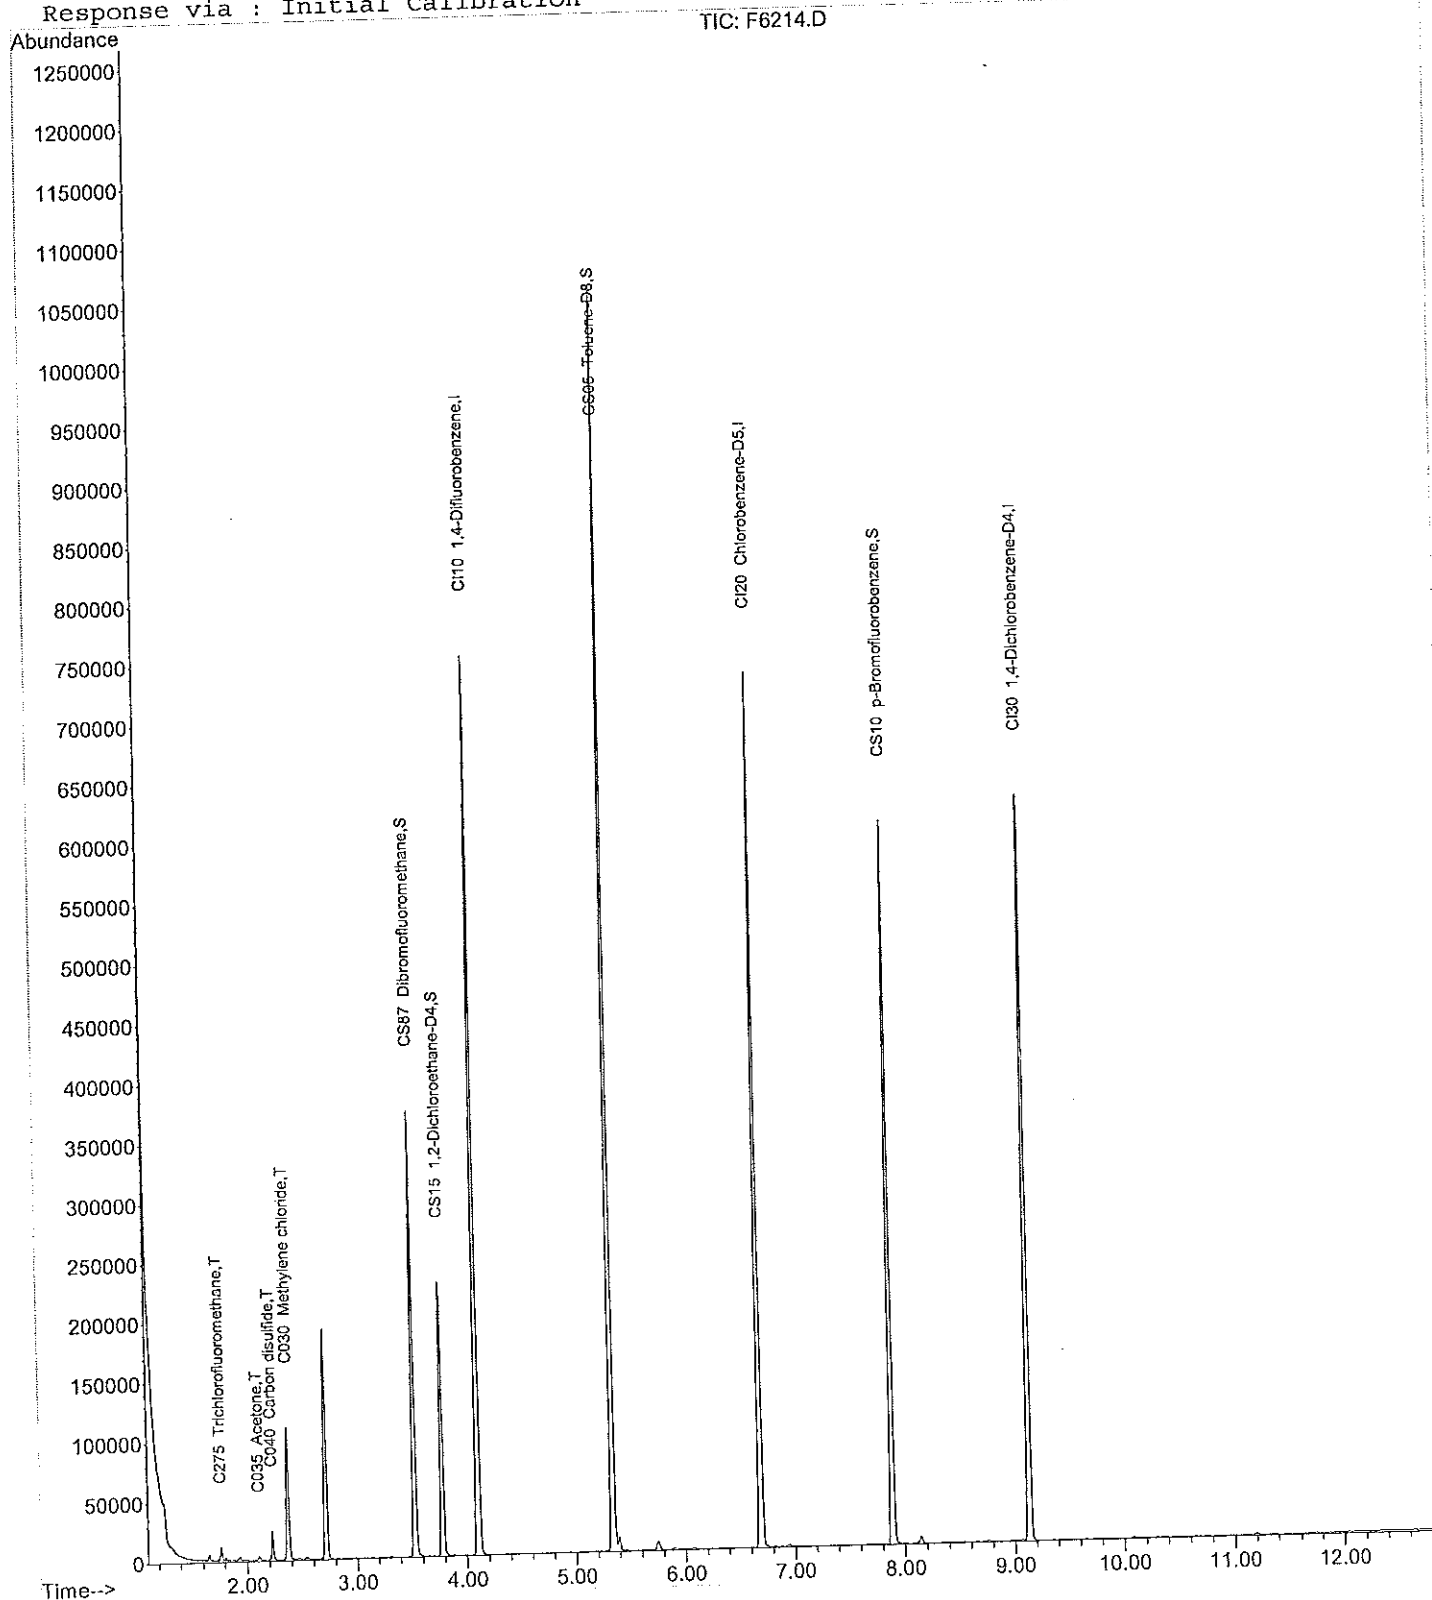 Response via : Initial Calibration
TIC: F6214.D
Abundance
1250000
1200000
1150000
1100000
1050000
1000000
950000
900000
850000
800000
750000
700000
650000
600000
550000
500000
450000
400000
350000
300000
250000
200000
150000
100000
50000
0
C275 Trichlorofluoromethane,T
C035 Acetone,T
C040 Carbon disulfide,T
C030 Methylene chloride,T
CS87 Dibromofluoromethane,S
CS15 1,2-Dichloroethane-D4,S
CI10 1,4-Difluorobenzene,I
CS05 Toluene-D8,S
CI20 Chlorobenzene-D5,I
CS10 p-Bromofluorobenzene,S
CI30 1,4-Dichlorobenzene-D4,I
Time--> 2.00 3.00 4.00 5.00 6.00 7.00 8.00 9.00 10.00 11.00 12.00